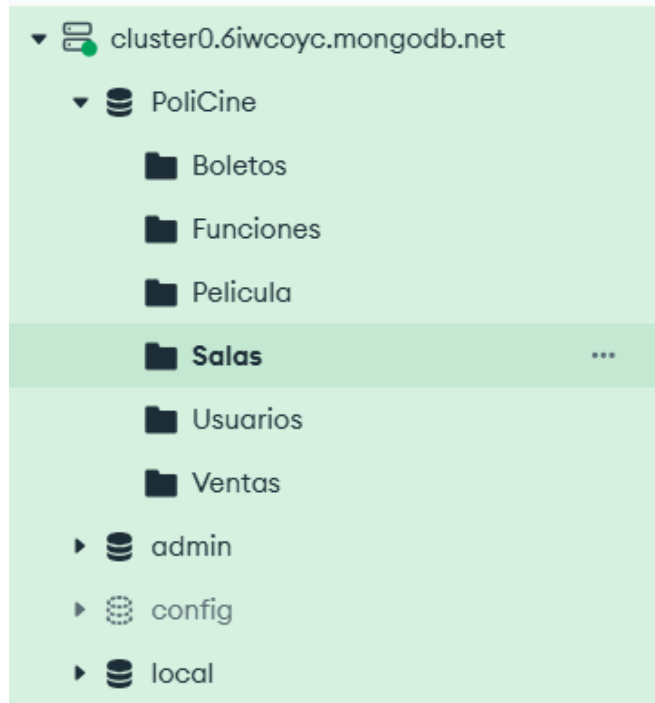 cluster0.6iwcoyc.mongodb.net
PoliCine
Boletos
Funciones
Pelicula
Salas
Usuarios
Ventas
admin
config
local